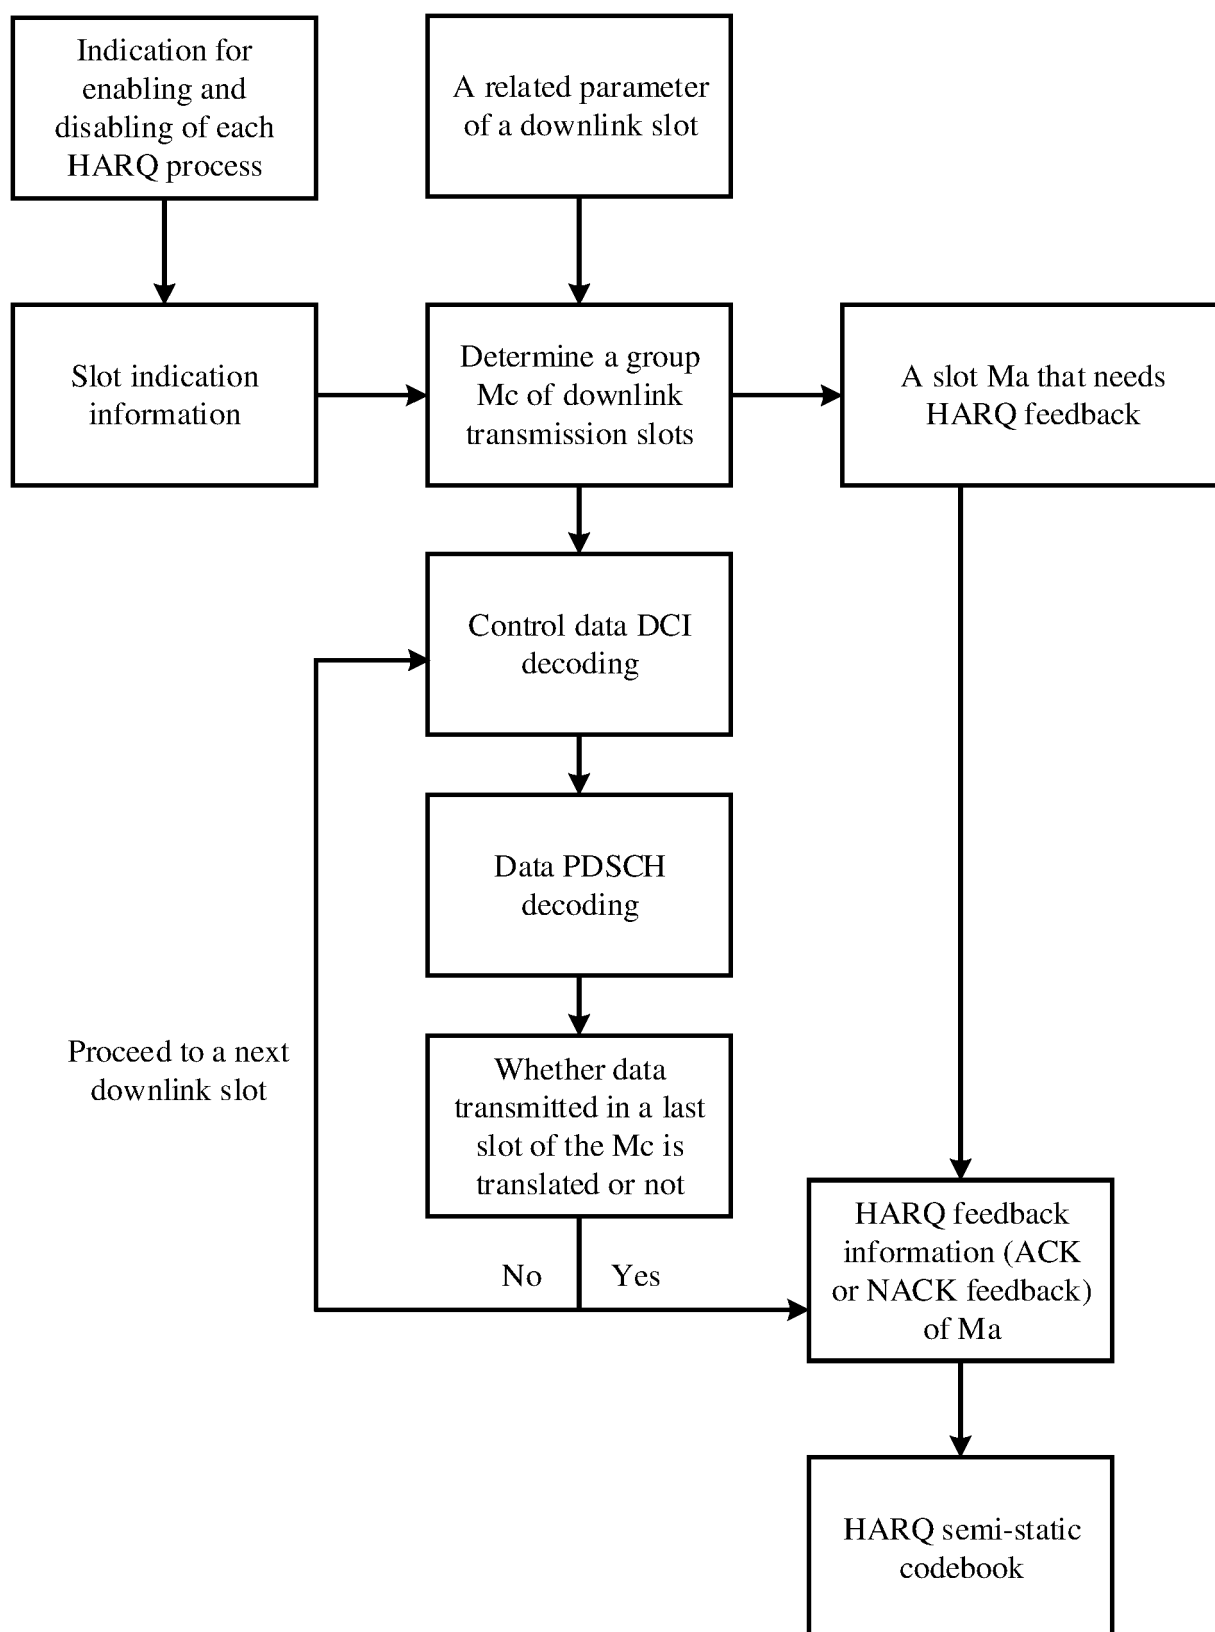 Indication for
enabling and
disabling of each
HARQ process
A related parameter
of a downlink slot
Slot indication
information
Determine a group
Mc of downlink
transmission slots
A slot Ma that needs
HARQ feedback
Control data DCI
decoding
Data PDSCH
decoding
Proceed to a next
downlink slot
Whether data
transmitted in a last
slot of the Mc is
translated or not
No
Yes
HARQ feedback
information (ACK
or NACK feedback)
of Ma
HARQ semi-static
codebook